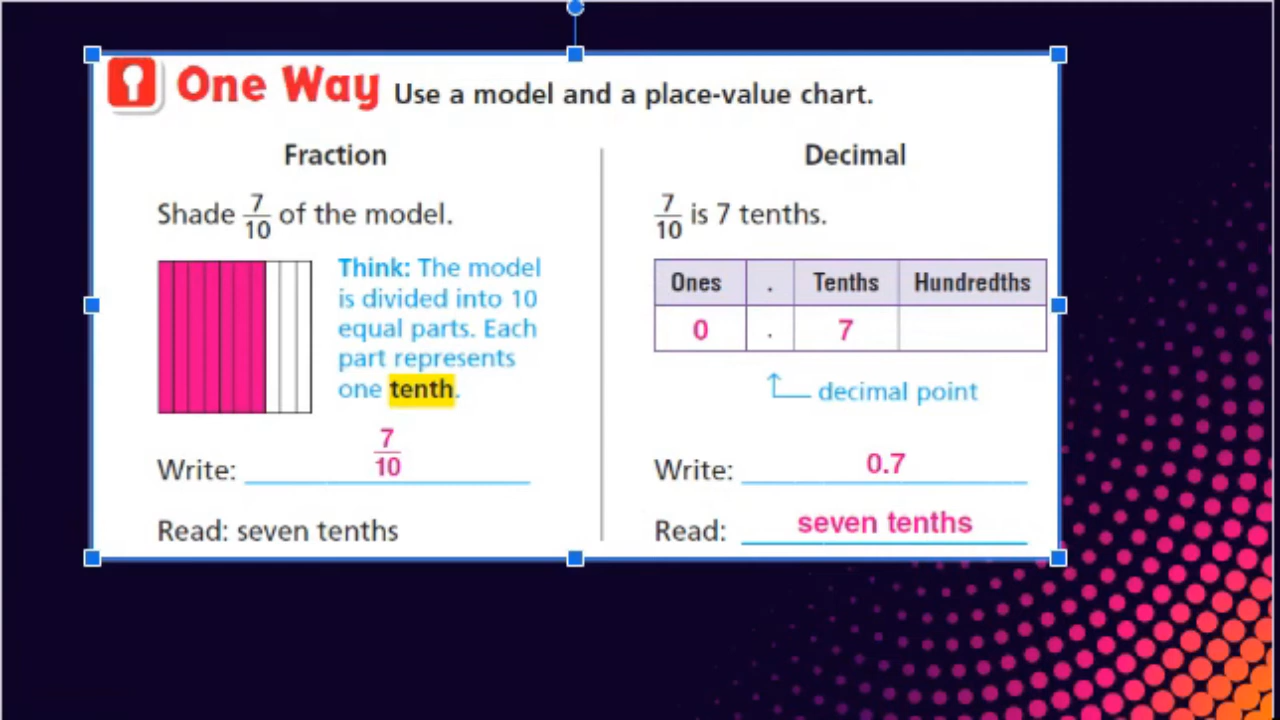 One Way Use a model and a place-value chart.
Fraction
Shade 7/10 of the model.
Think: The model
is divided into 10
equal parts. Each
part represents
one tenth.
Write: 7/10
Read: seven tenths
Decimal
7/10 is 7 tenths.
Ones . Tenths Hundredths
0 . 7
decimal point
Write: 0.7
Read: seven tenths